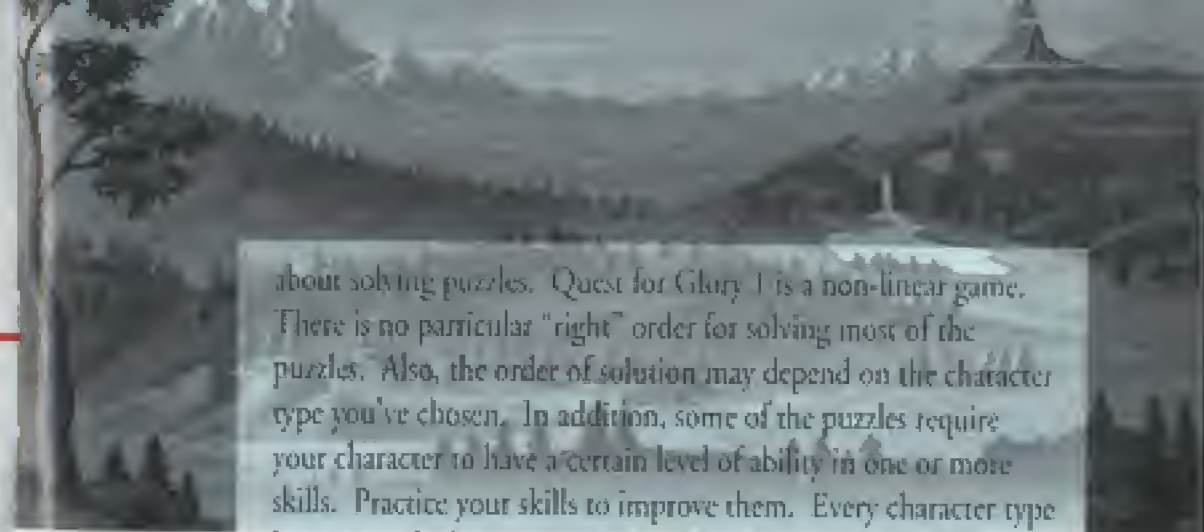 about solving puzzles. Quest for Glory I is a non-linear game.
There is no particular "right" order for solving most of the
puzzles. Also, the order of solution may depend on the character
type you've chosen. In addition, some of the puzzles require
your character to have a certain level of ability in one or more
skills. Practice your skills to improve them. Every character type